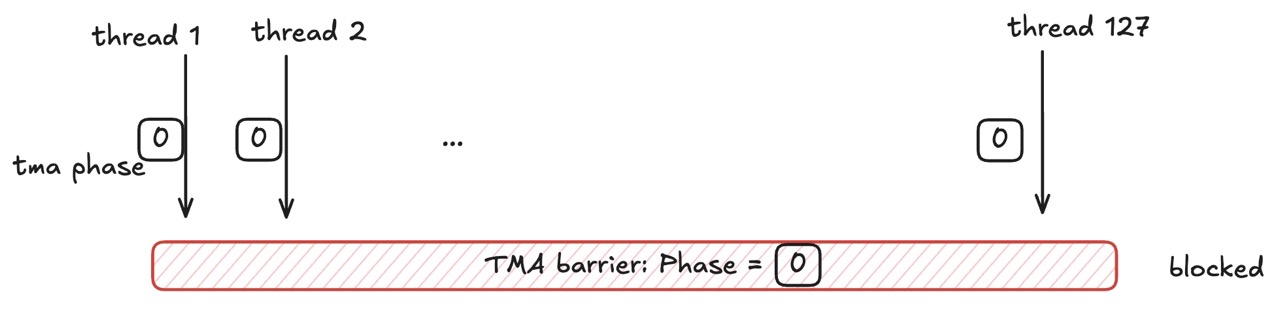 thread 1
thread 2
thread 127
0
0
...
0
tma phase
TMA barrier: Phase = 0
blocked